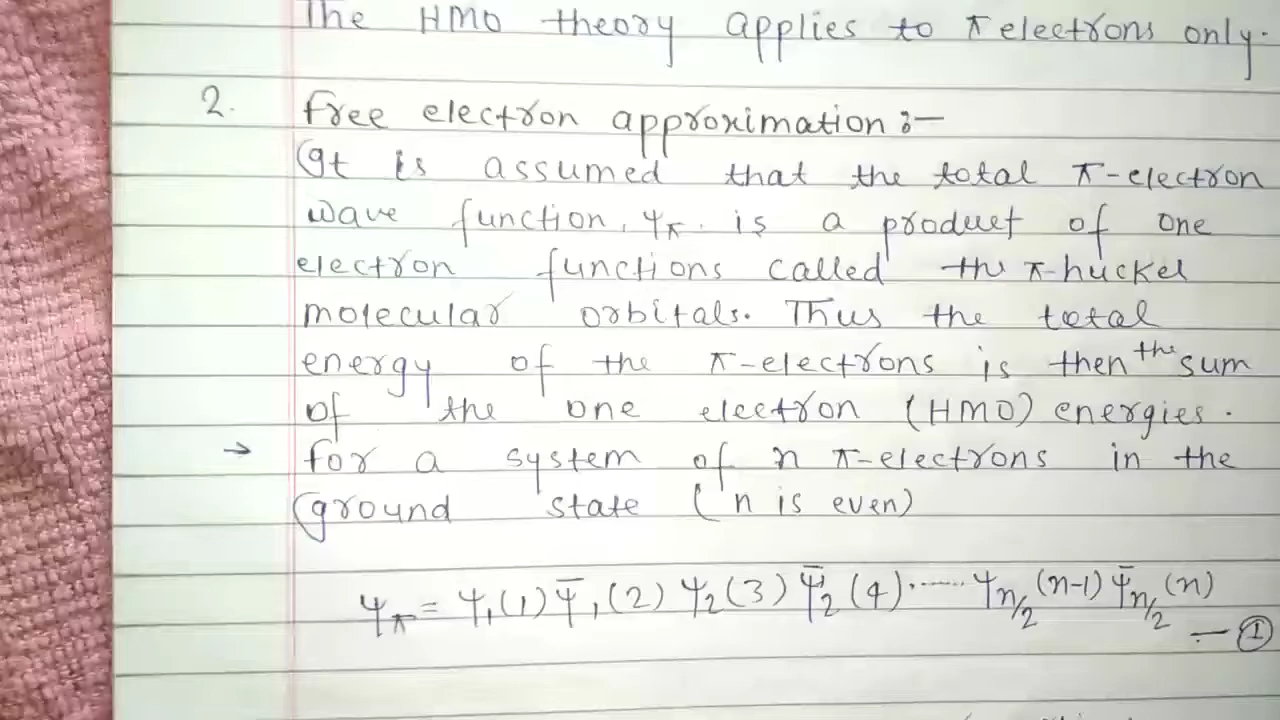 The HMO theory applies to π electrons only.
2. Free electron approximation :-
It is assumed that the total π-electron
wave function, ψπ. is a product of one
electron functions called the π-huckel
molecular orbitals. Thus the total
energy of the π-electrons is then the sum
of the one electron (HMO) energies.
→ for a system of n π-electrons in the
ground state (n is even)
ψπ = ψ₁(1) ψ̄₁(2) ψ₂(3) ψ̄₂(4)....... ψn/2(n-1) ψ̄n/2(n)
— ①